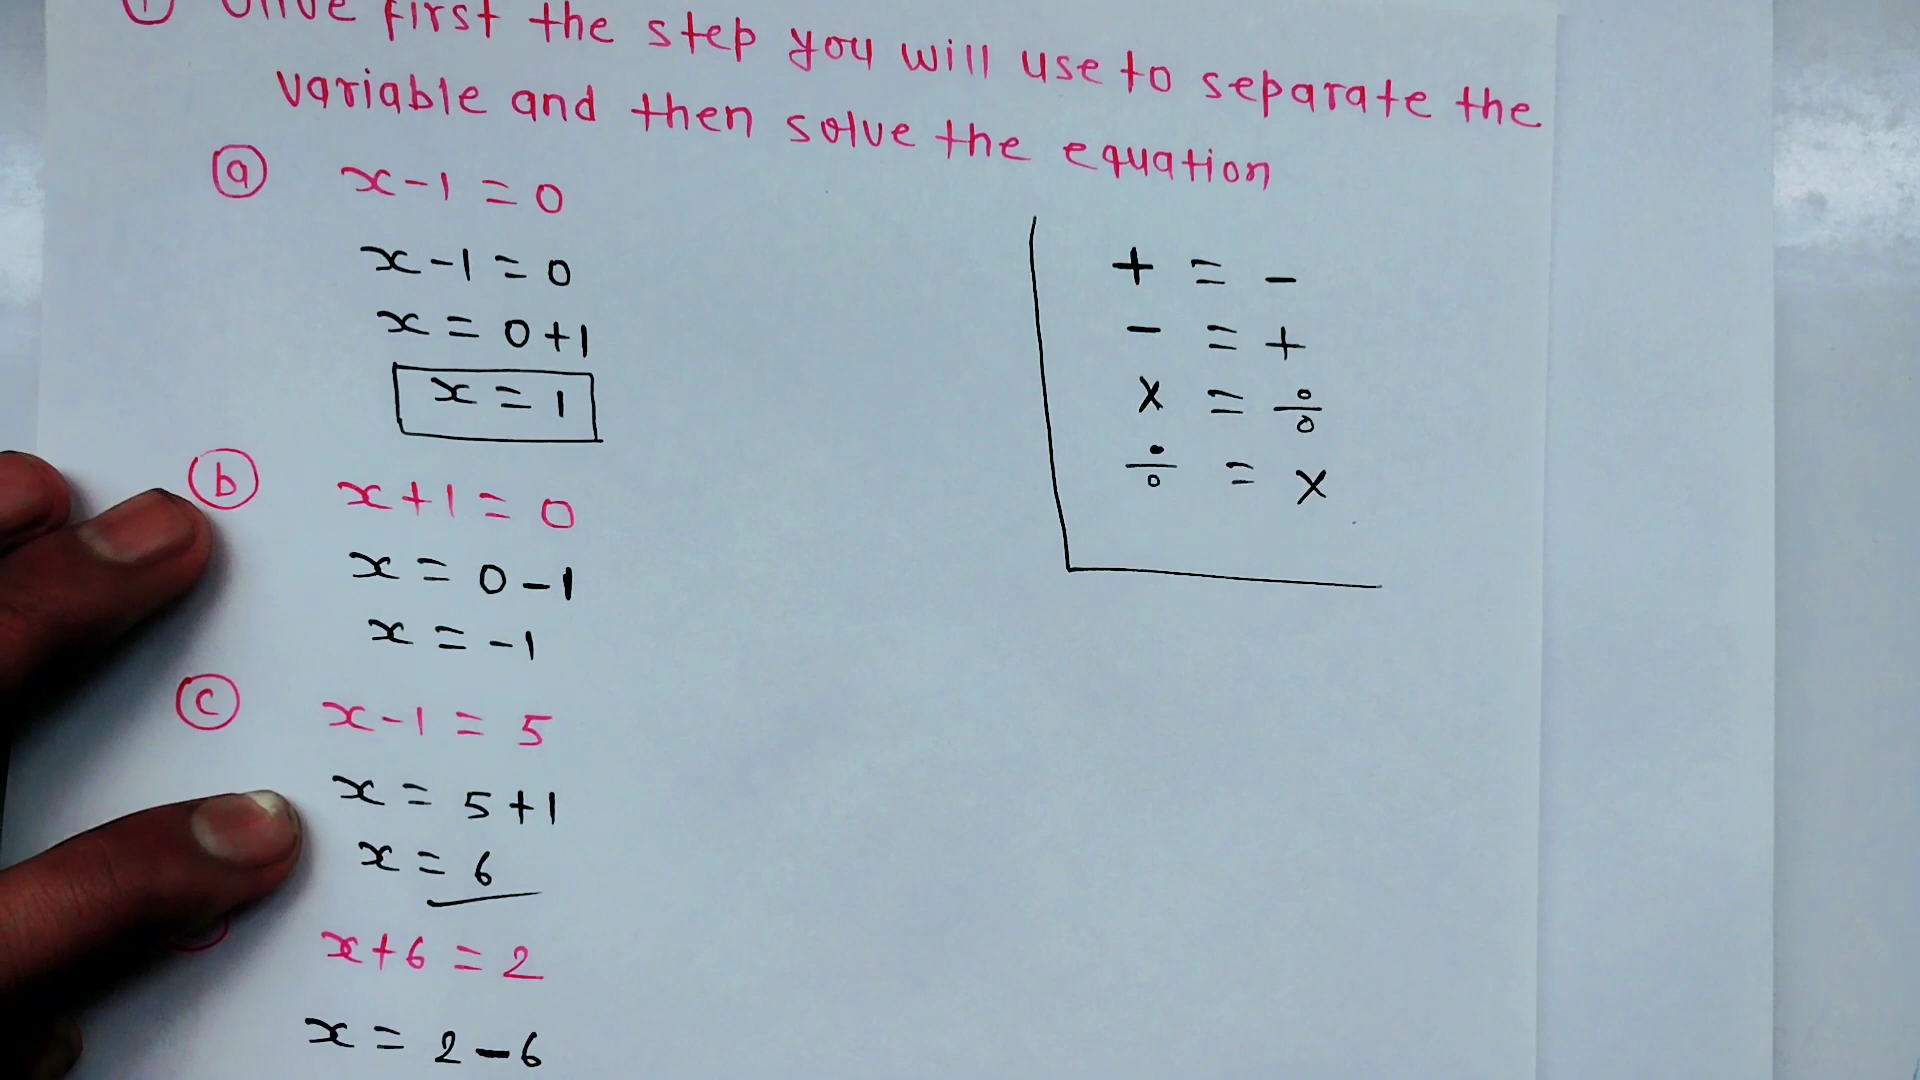 first the step you will use to separate the
variable and then solve the equation
a x-1 = 0
x-1 = 0
x = 0+1
x = 1
b x+1 = 0
x = 0-1
x = -1
c x-1 = 5
x = 5+1
x = 6
x+6 = 2
x = 2-6
+ = -
- = +
× = ÷
÷ = ×